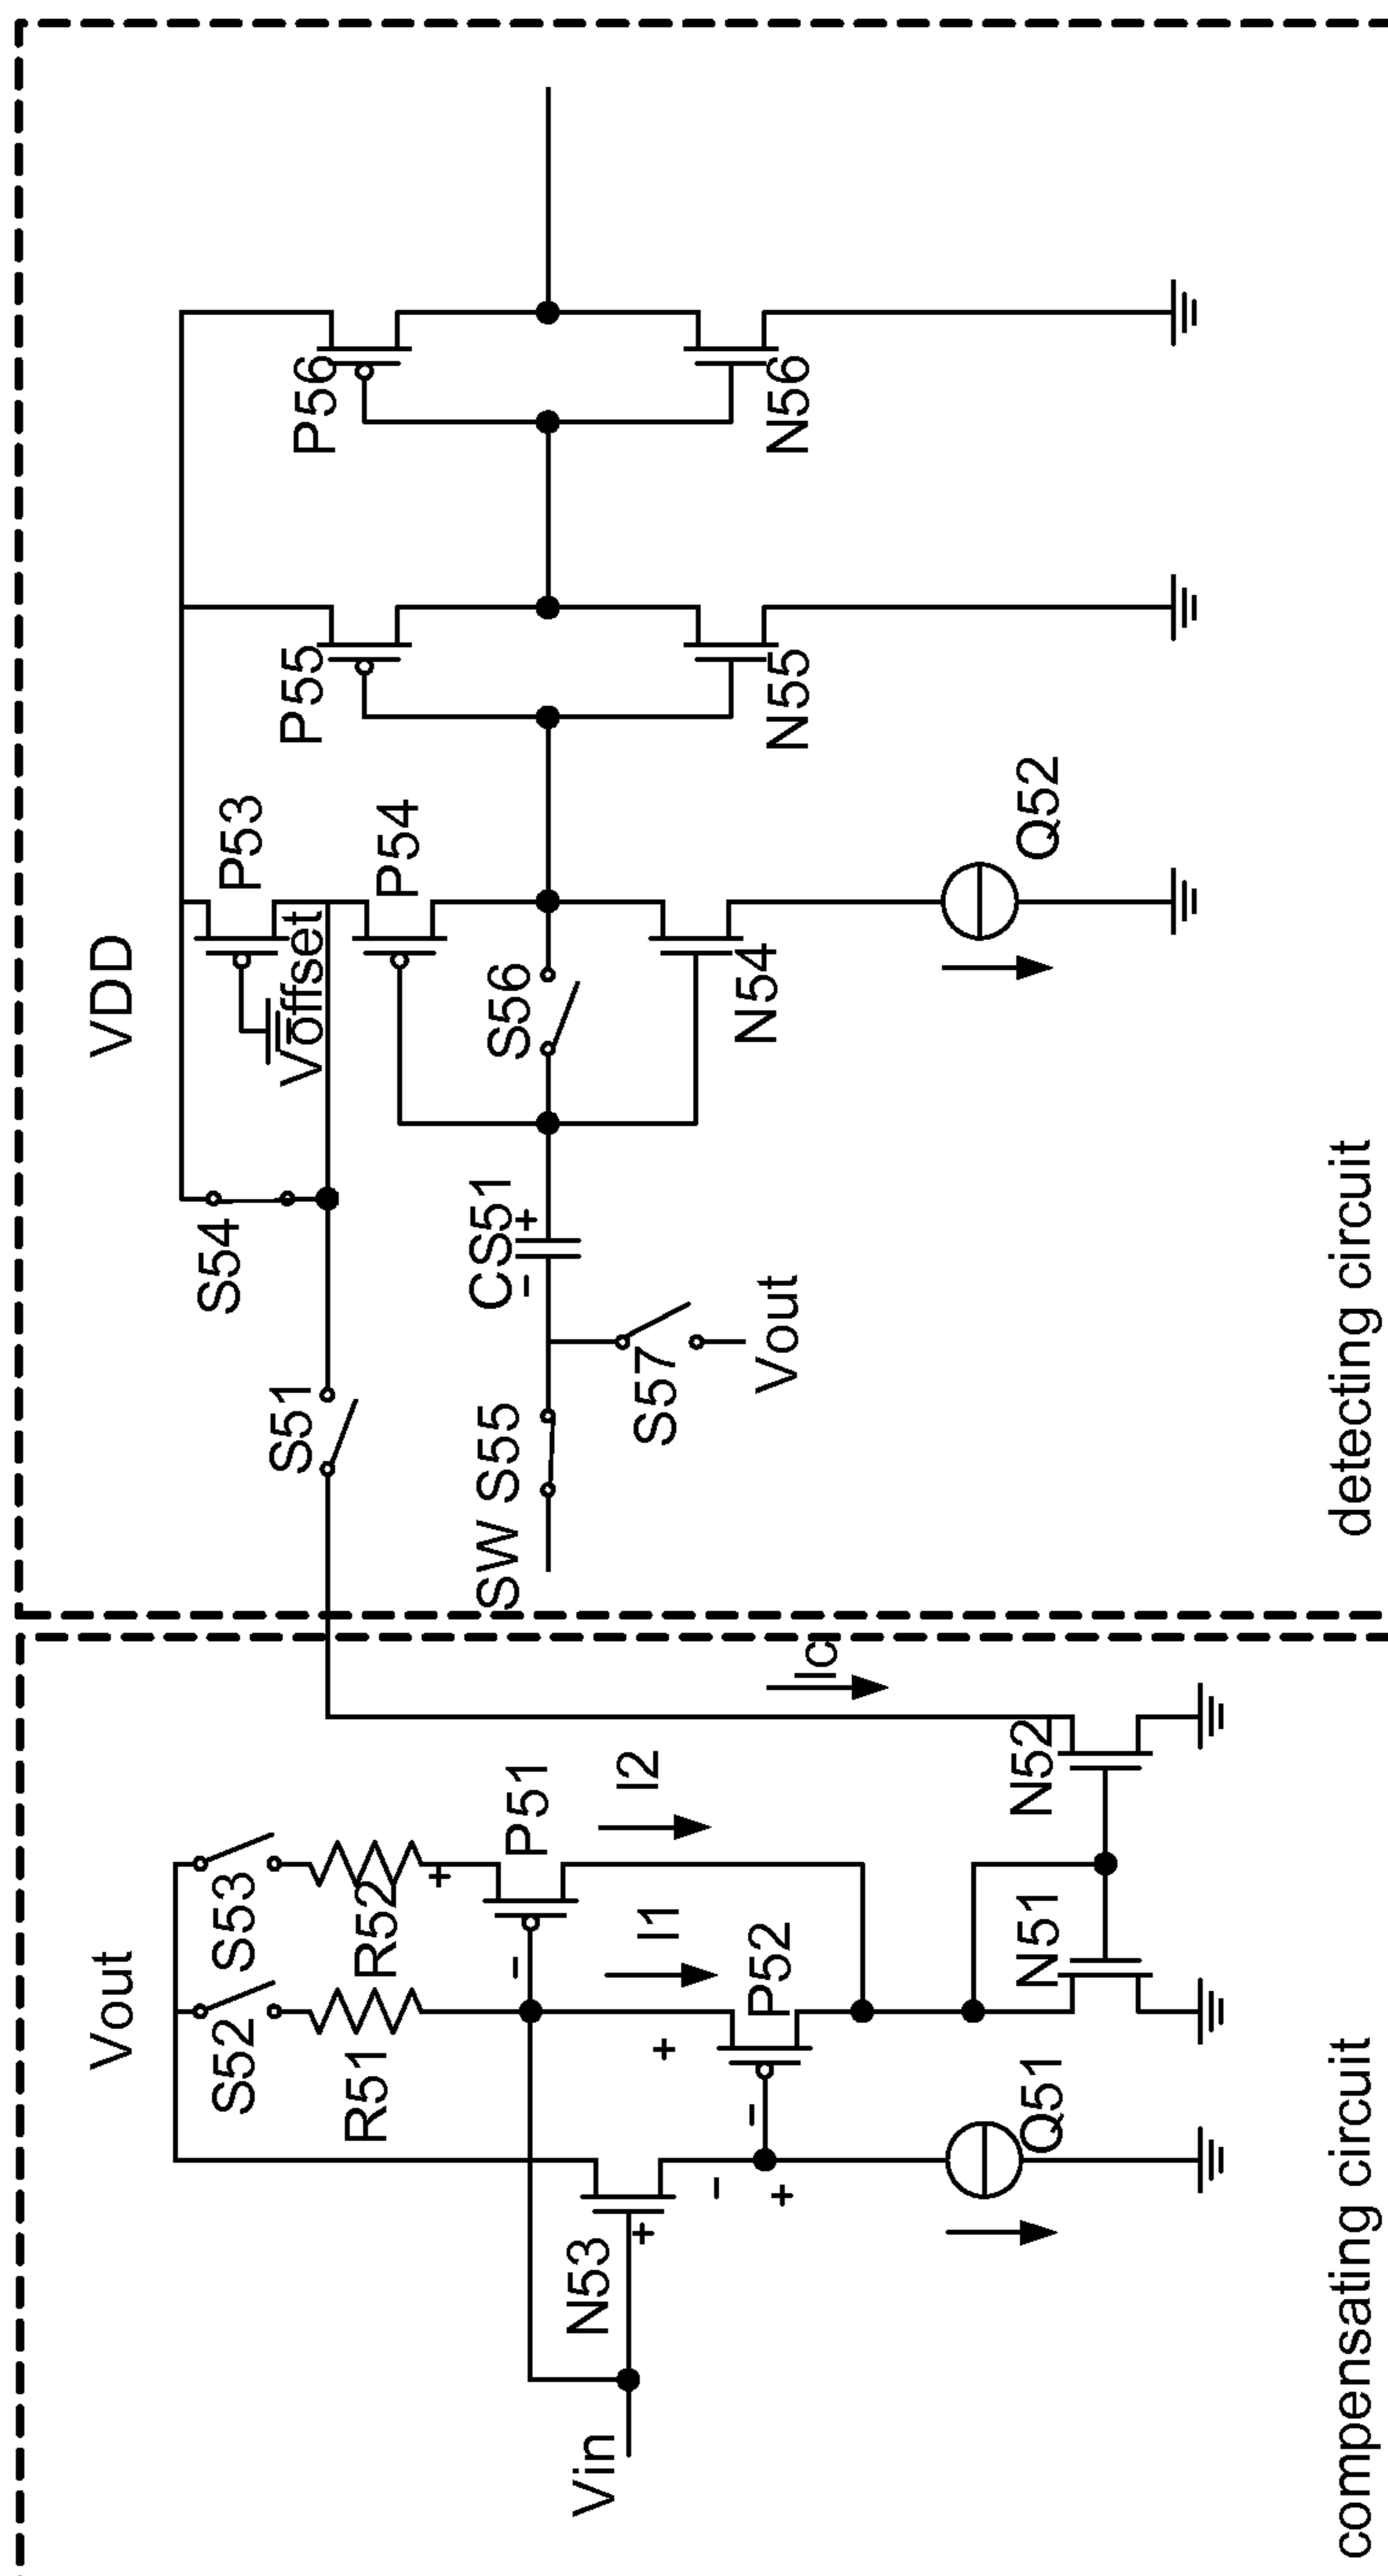 VDD
P53
Voffset
P54
S54
S51
S56
N54
Q52
P55
N55
P56
N56
CS51
+
−
SW S55
S57
Vout
detecting circuit
Vout
S53
S52
R52
R51
+
P51
−
I2
I1
Ic
+
P52
−
N53
+
−
+
Q51
N51
N52
Vin
compensating circuit